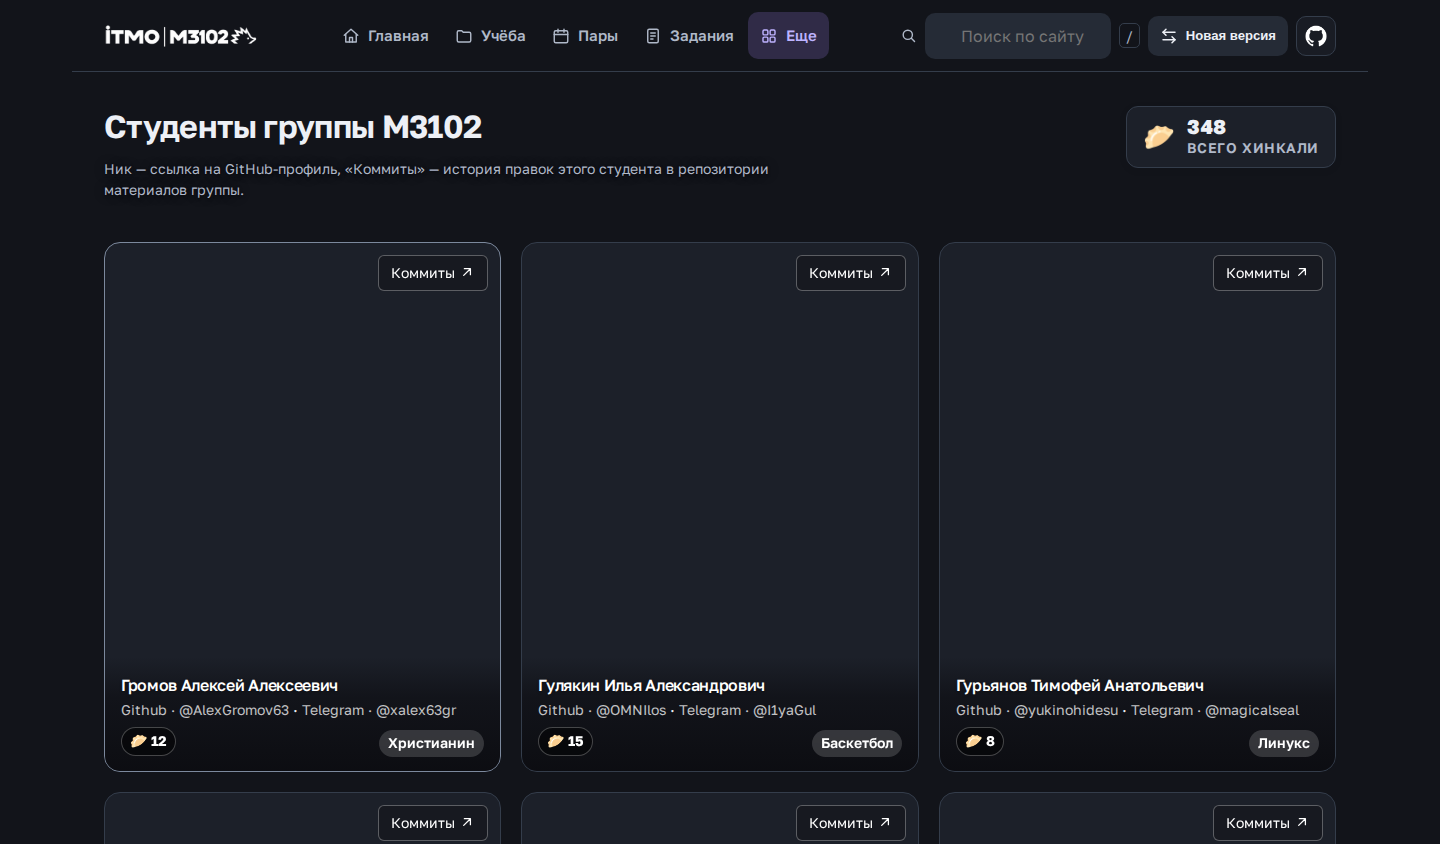 iTMO | M3102
Главная
Учёба
Пары
Задания
Еще
Поиск по сайту
/
Новая версия
Студенты группы M3102
348
ВСЕГО ХИНКАЛИ
Ник — ссылка на GitHub-профиль, «Коммиты» — история правок этого студента в репозитории
материалов группы.
Коммиты
Коммиты
Коммиты
Громов Алексей Алексеевич
Github · @AlexGromov63 · Telegram · @xalex63gr
12
Христианин
Гулякин Илья Александрович
Github · @OMNIlos · Telegram · @I1yaGul
15
Баскетбол
Гурьянов Тимофей Анатольевич
Github · @yukinohidesu · Telegram · @magicalseal
8
Линукс
Коммиты
Коммиты
Коммиты